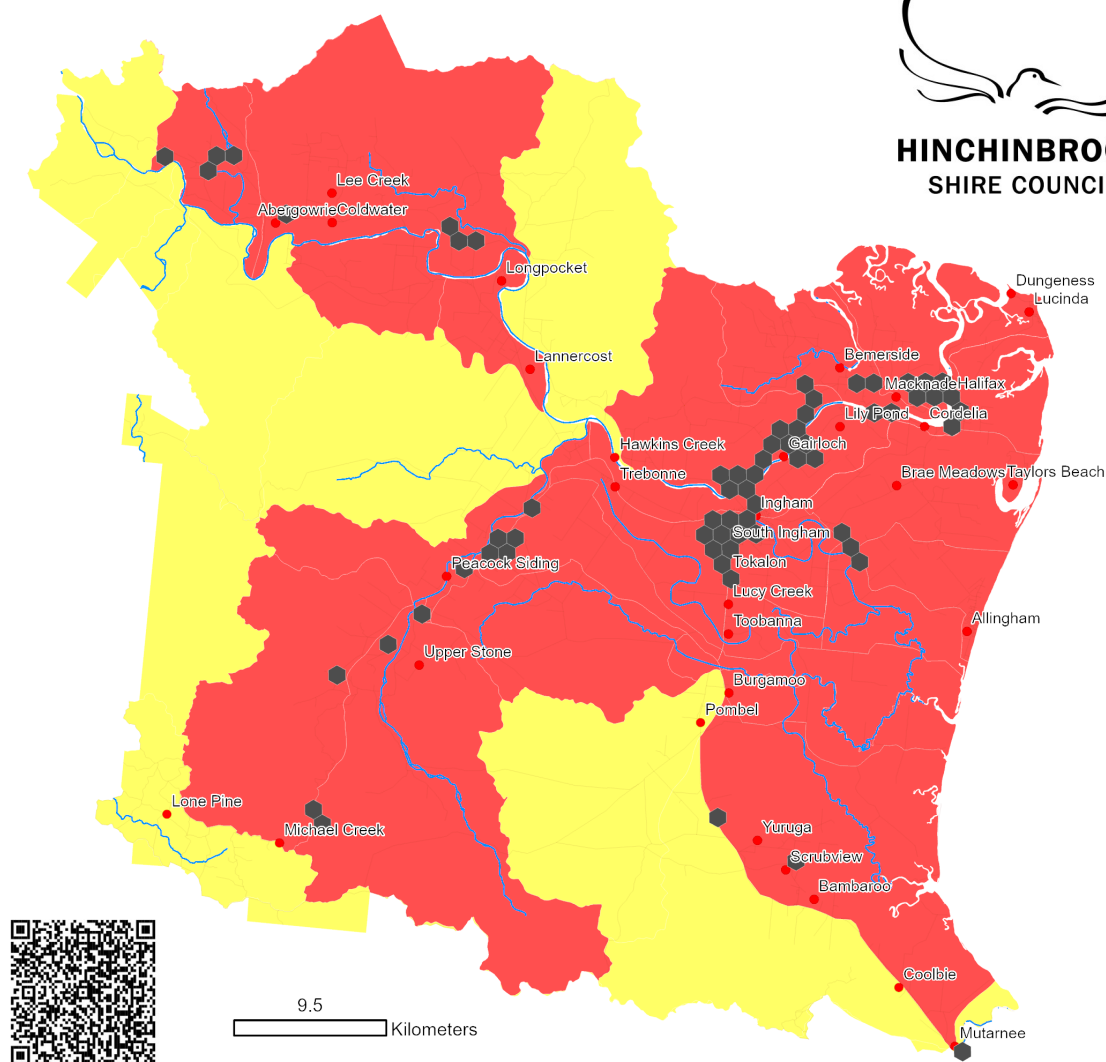 HINCHINBROO
SHIRE COUNCI
Lee Creek
Abergowrie Coldwater
Longpocket
Dungeness
Lucinda
Lannercost
Bemerside
Macknade Halifax
Lily Pond
Cordelia
Hawkins Creek
Gairloch
Trebonne
Brae Meadows Taylors Beach
Ingham
South Ingham
Tokalon
Peacock Siding
Lucy Creek
Toobanna
Allingham
Upper Stone
Burgamoo
Pombel
Lone Pine
Michael Creek
Yuruga
Scrubview
Bambaroo
Coolbie
9.5
Kilometers
Mutarnee